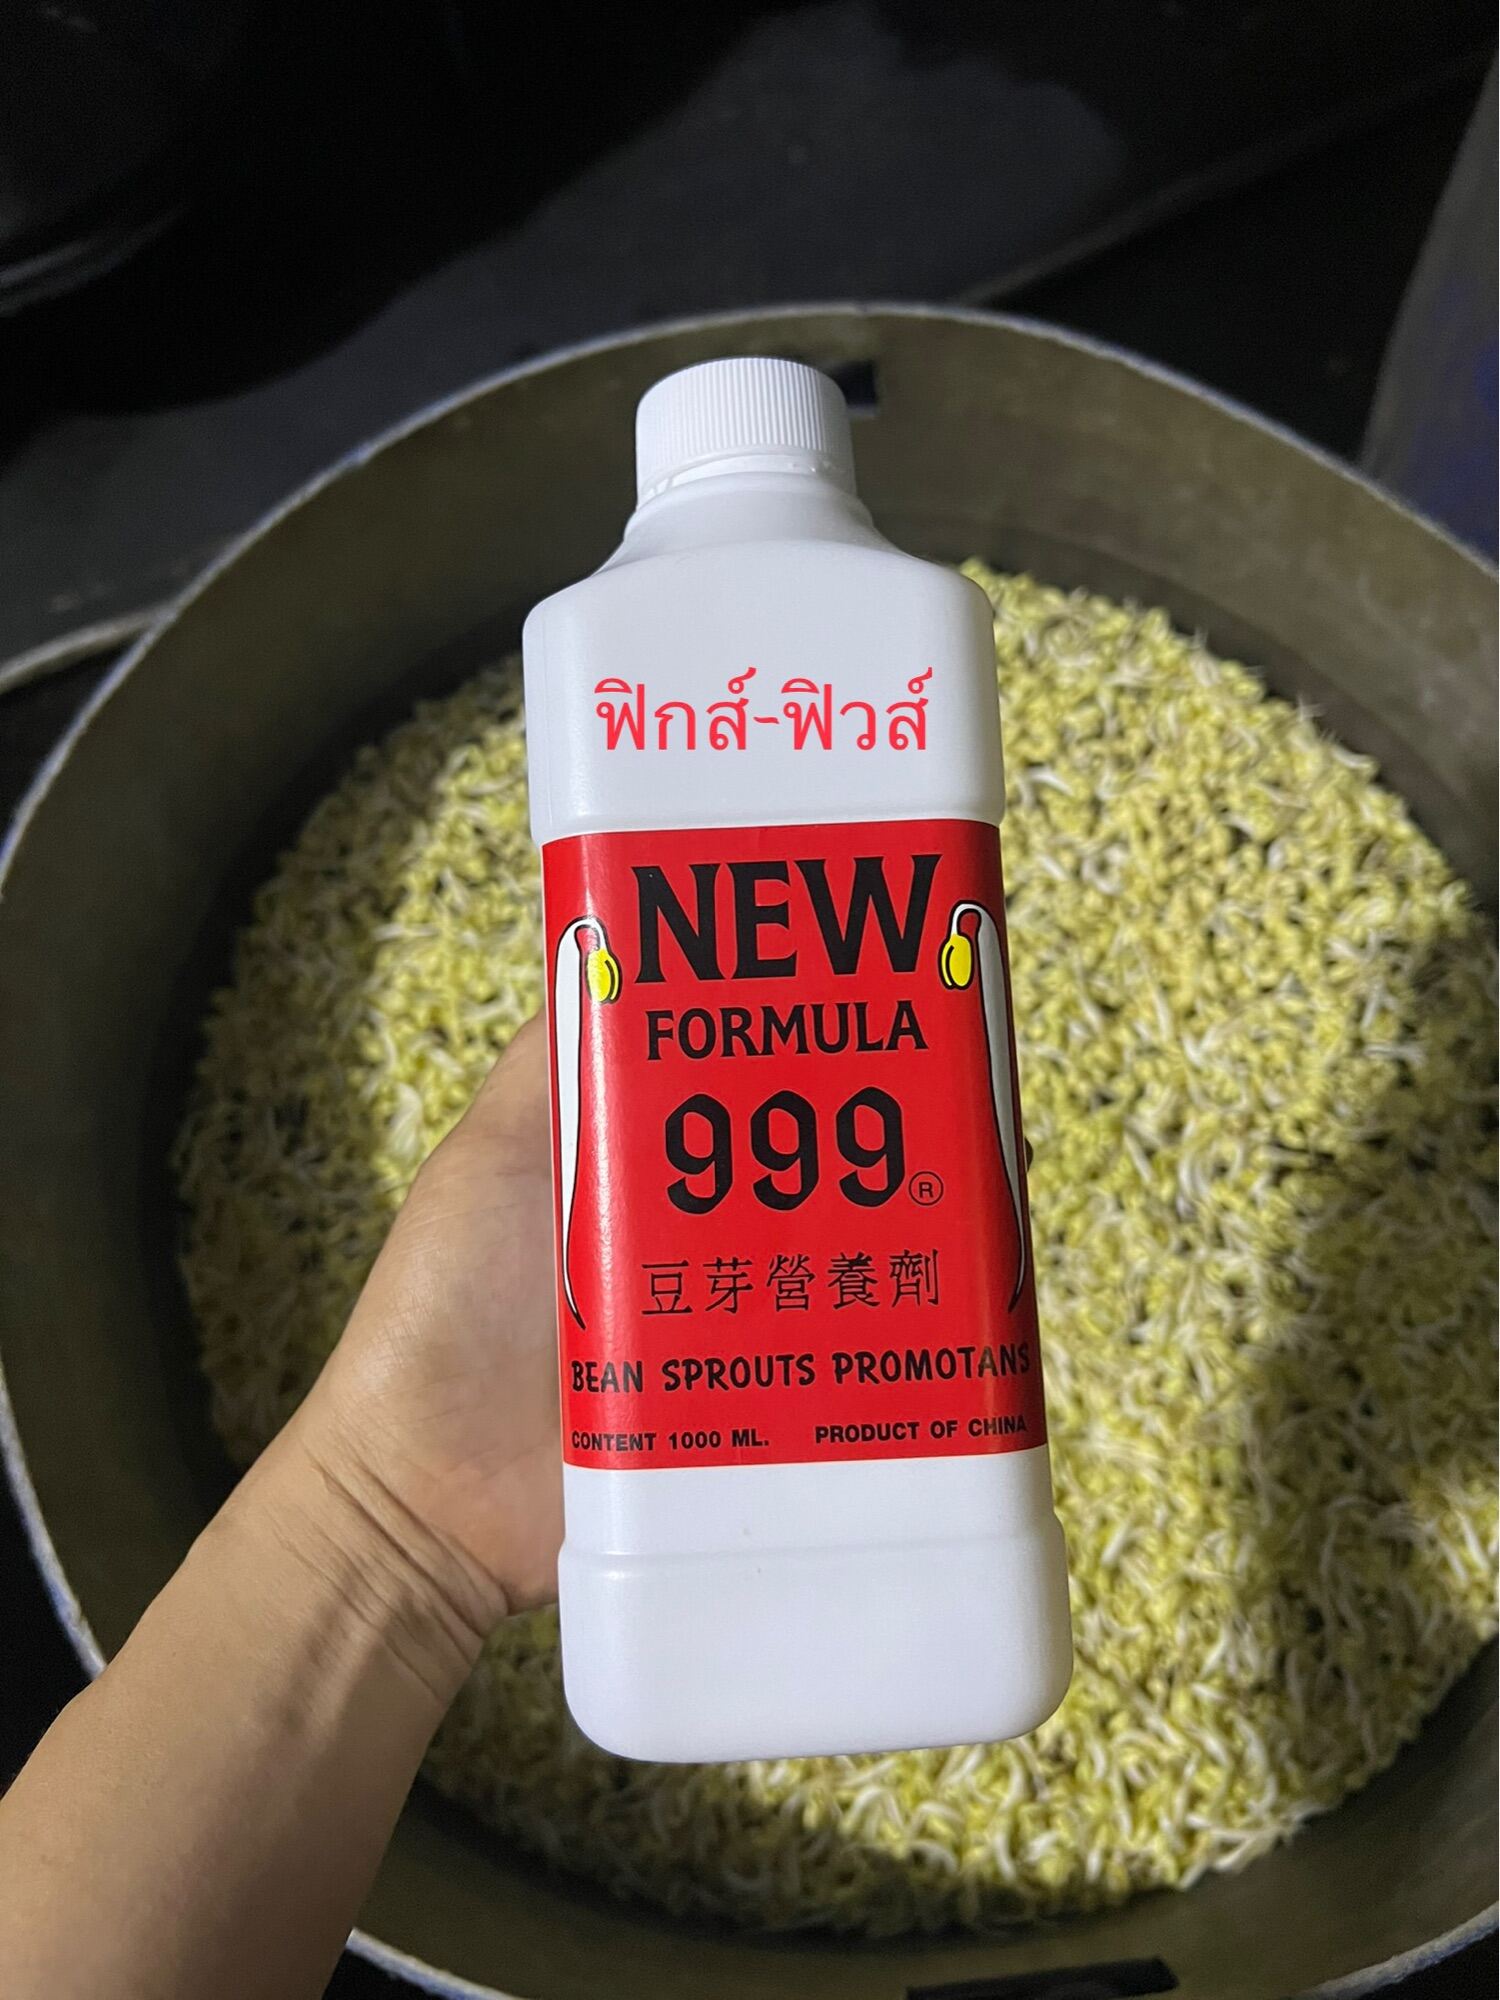 ฟิกส์-ฟิวส์
NEW
FORMULA
999®
豆芽營養劑
BEAN SPROUTS PROMOTANS
CONTENT 1000 ML. PRODUCT OF CHINA